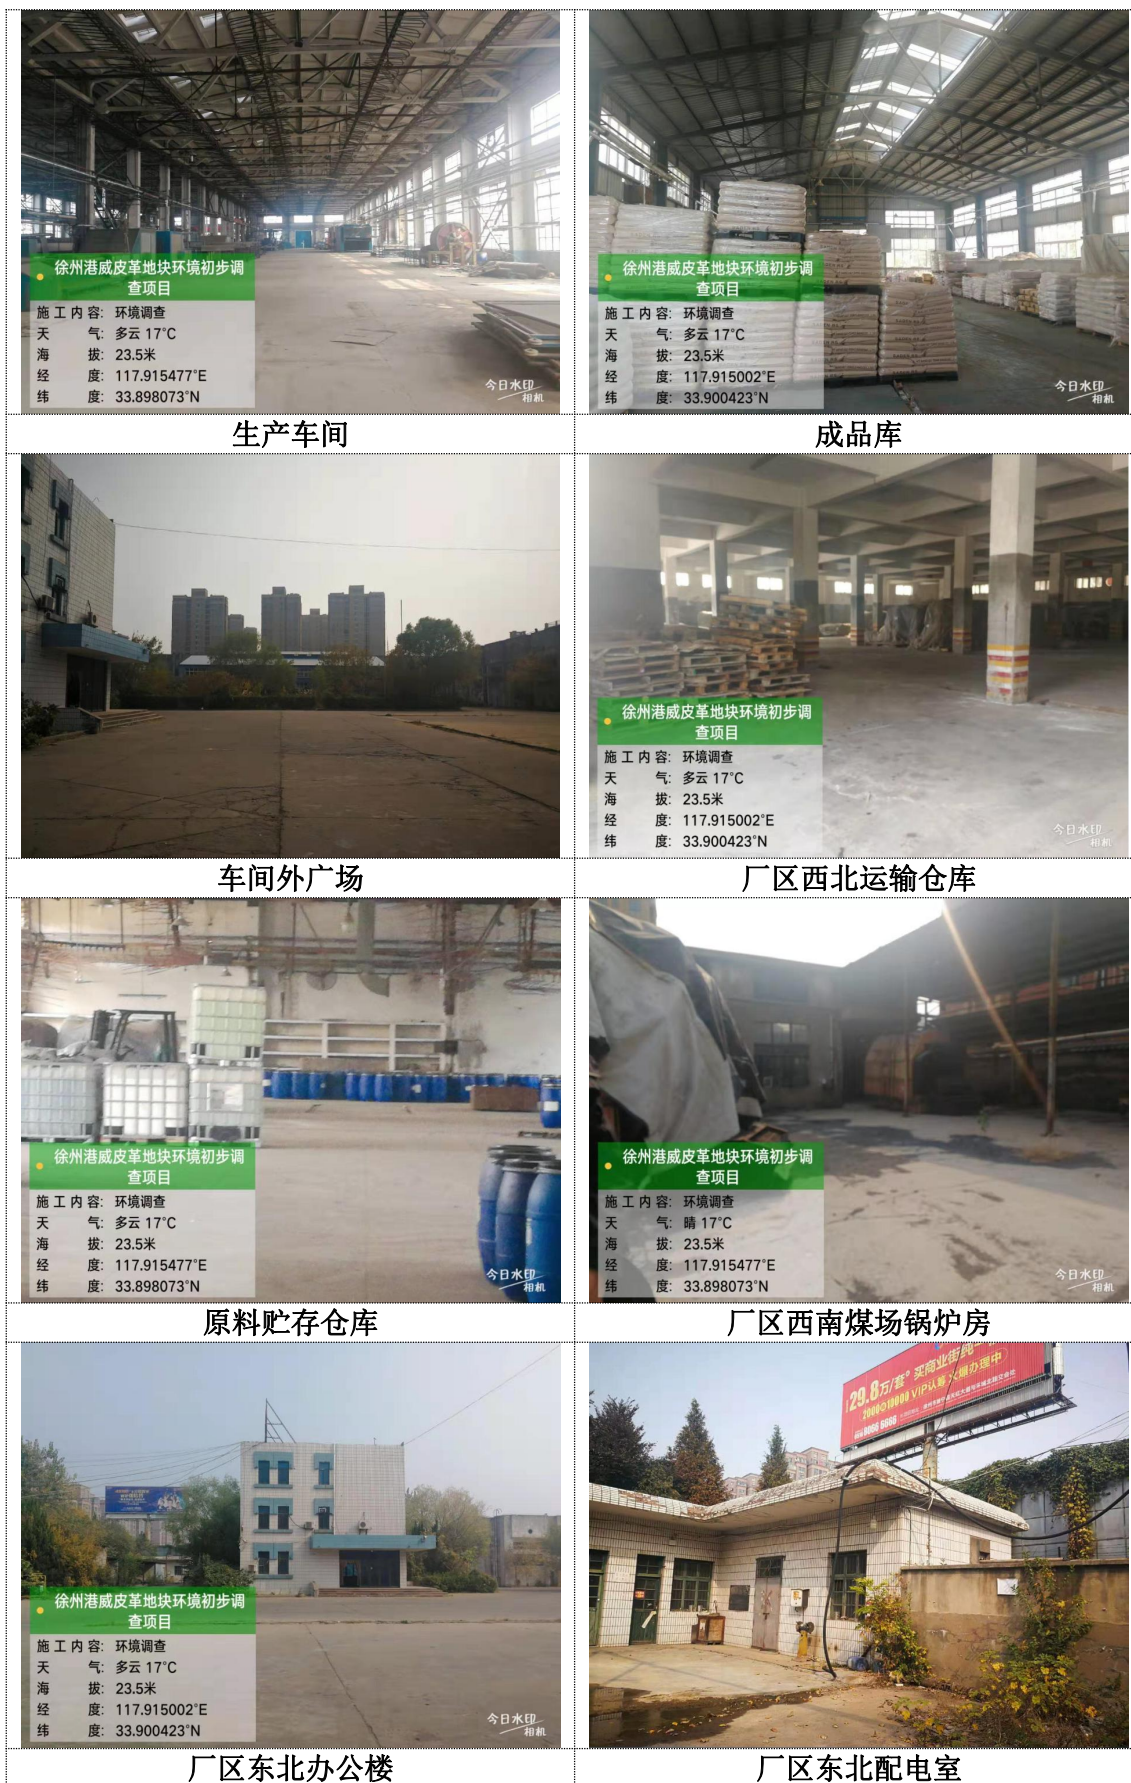 徐州港威皮革地块环境初步调
查项目
施工内容: 环境调查
天 气: 多云 17°C
海 拔: 23.5米
经 度: 117.915477°E
纬 度: 33.898073°N
今日水印
相机
徐州港威皮革地块环境初步调
查项目
施工内容: 环境调查
天 气: 多云 17°C
海 拔: 23.5米
经 度: 117.915002°E
纬 度: 33.900423°N
今日水印
相机
生产车间
成品库
徐州港威皮革地块环境初步调
查项目
施工内容: 环境调查
天 气: 多云 17°C
海 拔: 23.5米
经 度: 117.915002°E
纬 度: 33.900423°N
今日水印
相机
车间外广场
厂区西北运输仓库
徐州港威皮革地块环境初步调
查项目
施工内容: 环境调查
天 气: 多云 17°C
海 拔: 23.5米
经 度: 117.915477°E
纬 度: 33.898073°N
今日水印
相机
徐州港威皮革地块环境初步调
查项目
施工内容: 环境调查
天 气: 晴 17°C
海 拔: 23.5米
经 度: 117.915477°E
纬 度: 33.898073°N
今日水印
相机
原料贮存仓库
厂区西南煤场锅炉房
徐州港威皮革地块环境初步调
查项目
施工内容: 环境调查
天 气: 多云 17°C
海 拔: 23.5米
经 度: 117.915002°E
纬 度: 33.900423°N
今日水印
相机
29.8万/套 买商业街
VIP认筹 火爆办理中
厂区东北办公楼
厂区东北配电室